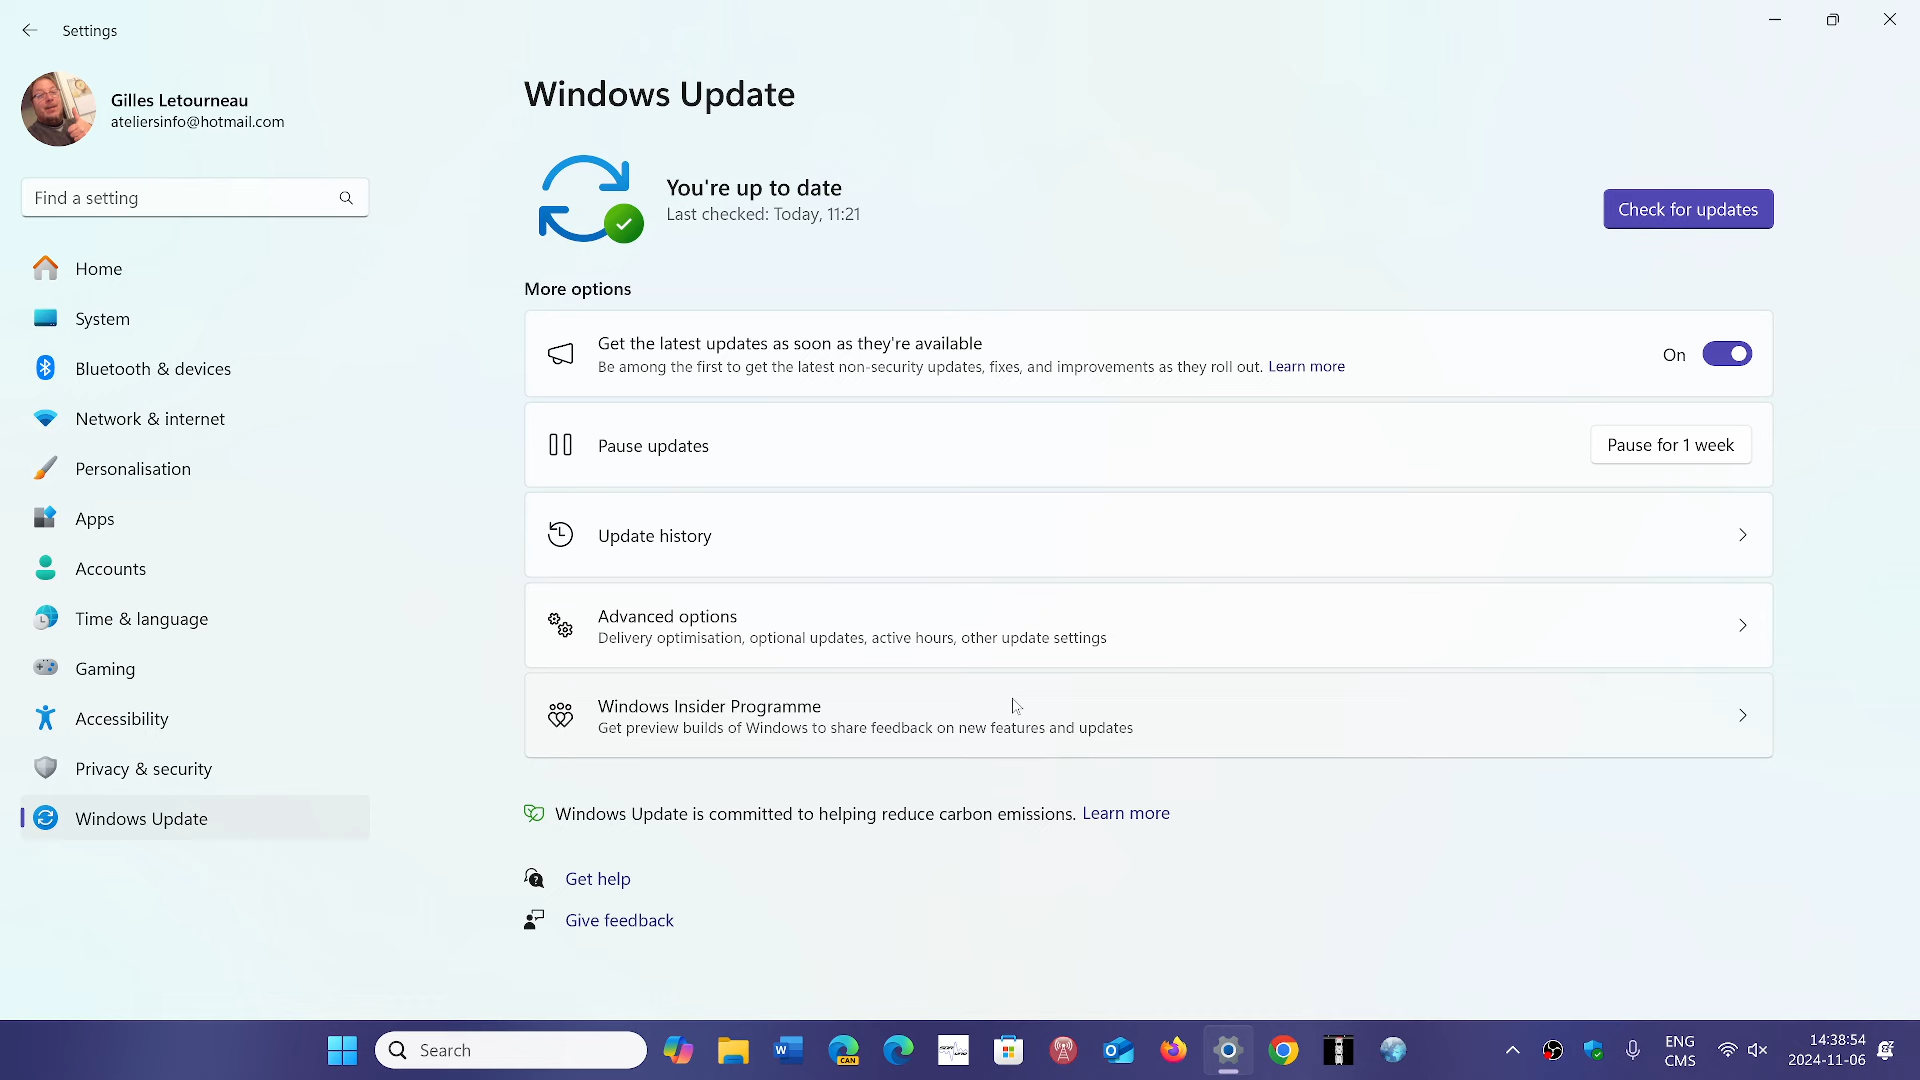 Settings
Gilles Letourneau
ateliersinfo@hotmail.com
Find a setting
Home
System
Bluetooth & devices
Network & internet
Personalisation
Apps
Accounts
Time & language
Gaming
Accessibility
Privacy & security
Windows Update
Windows Update
You're up to date
Last checked: Today, 11:21
Check for updates
More options
Get the latest updates as soon as they're available
Be among the first to get the latest non-security updates, fixes, and improvements as they roll out. Learn more
On
Pause updates
Pause for 1 week
Update history
Advanced options
Delivery optimisation, optional updates, active hours, other update settings
Windows Insider Programme
Get preview builds of Windows to share feedback on new features and updates
Windows Update is committed to helping reduce carbon emissions. Learn more
Get help
Give feedback
Search
W
CAN
ENG
CMS
14:38:54
2024-11-06